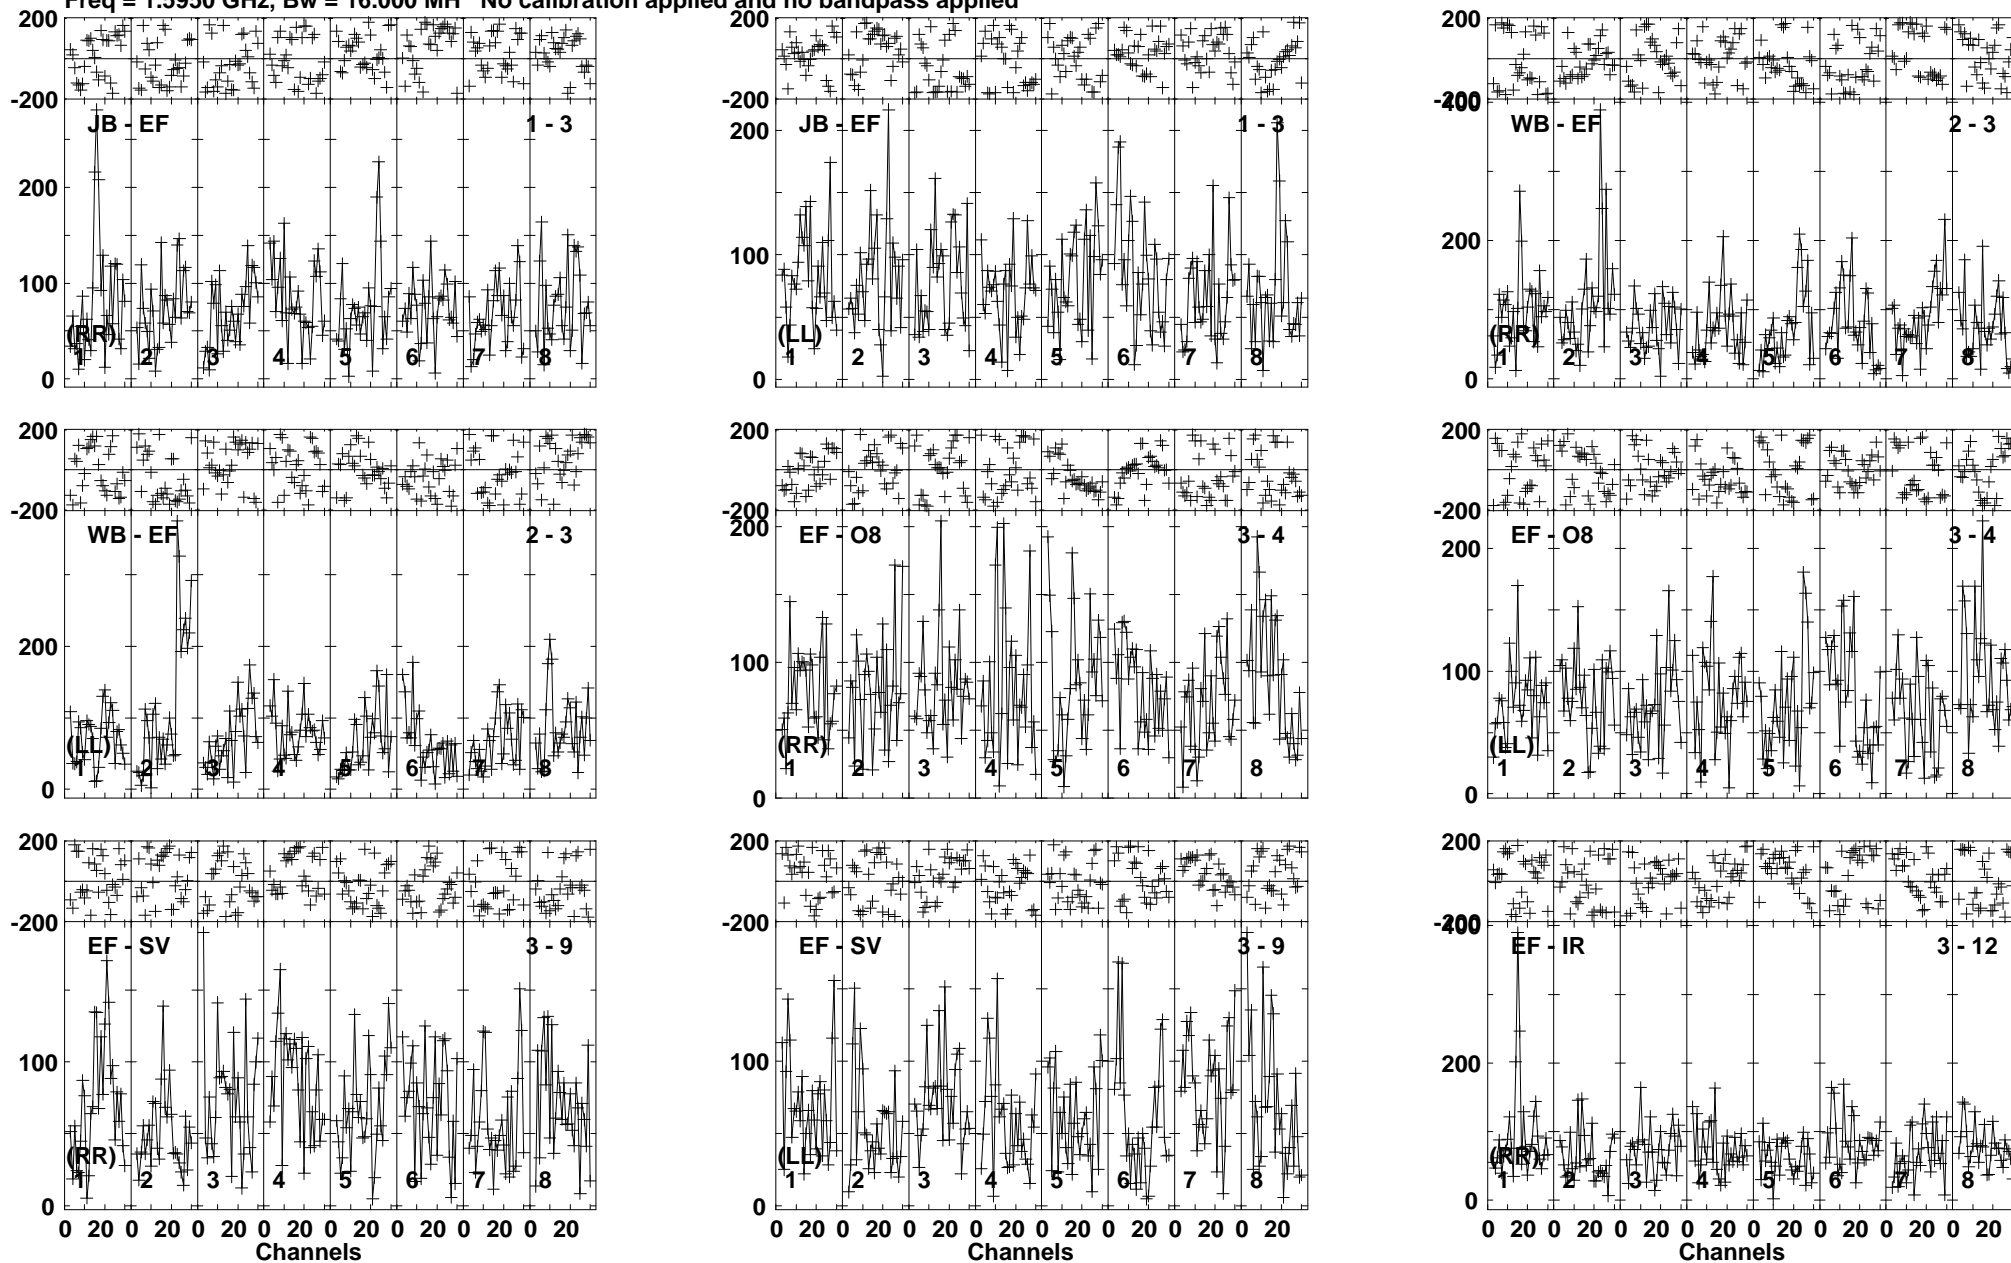 Freq = 1.5950 GHz, Bw = 16.000 MH No calibration applied and no bandpass applied
200 200 200
-200 -200 -200
JB - EF 1 - 3 JB - EF 1 - 3 400 WB - EF 2 - 3
200 200 200
100 100
(RR) (LL) (RR)
1 2 3 4 5 6 7 8 1 2 3 4 5 6 7 8 1 2 3 4 5 6 7 8
0 0 0
200 200 200
-200 -200 -200
WB - EF 2 - 3 EF - O8 3 - 4 EF - O8 3 - 4
200 200 200
100 100
(LL) (RR) (LL)
1 2 3 4 5 6 7 8 1 2 3 4 5 6 7 8 1 2 3 4 5 6 7 8
0 0 0
200 200 200
-200 -200 -200
EF - SV 3 - 9 EF - SV 3 - 9 400 EF - IR 3 - 12
100 100 200
(RR) (LL) (RR)
1 2 3 4 5 6 7 8 1 2 3 4 5 6 7 8 1 2 3 4 5 6 7 8
0 0 0
0 20 0 20 0 20 0 20 0 20 0 20 0 20 0 20 0 20 0 20 0 20 0 20 0 20 0 20 0 20 0 20 0 20 0 20 0 20 0 20 0 20 0 20 0 20 0 20
Channels Channels Channels